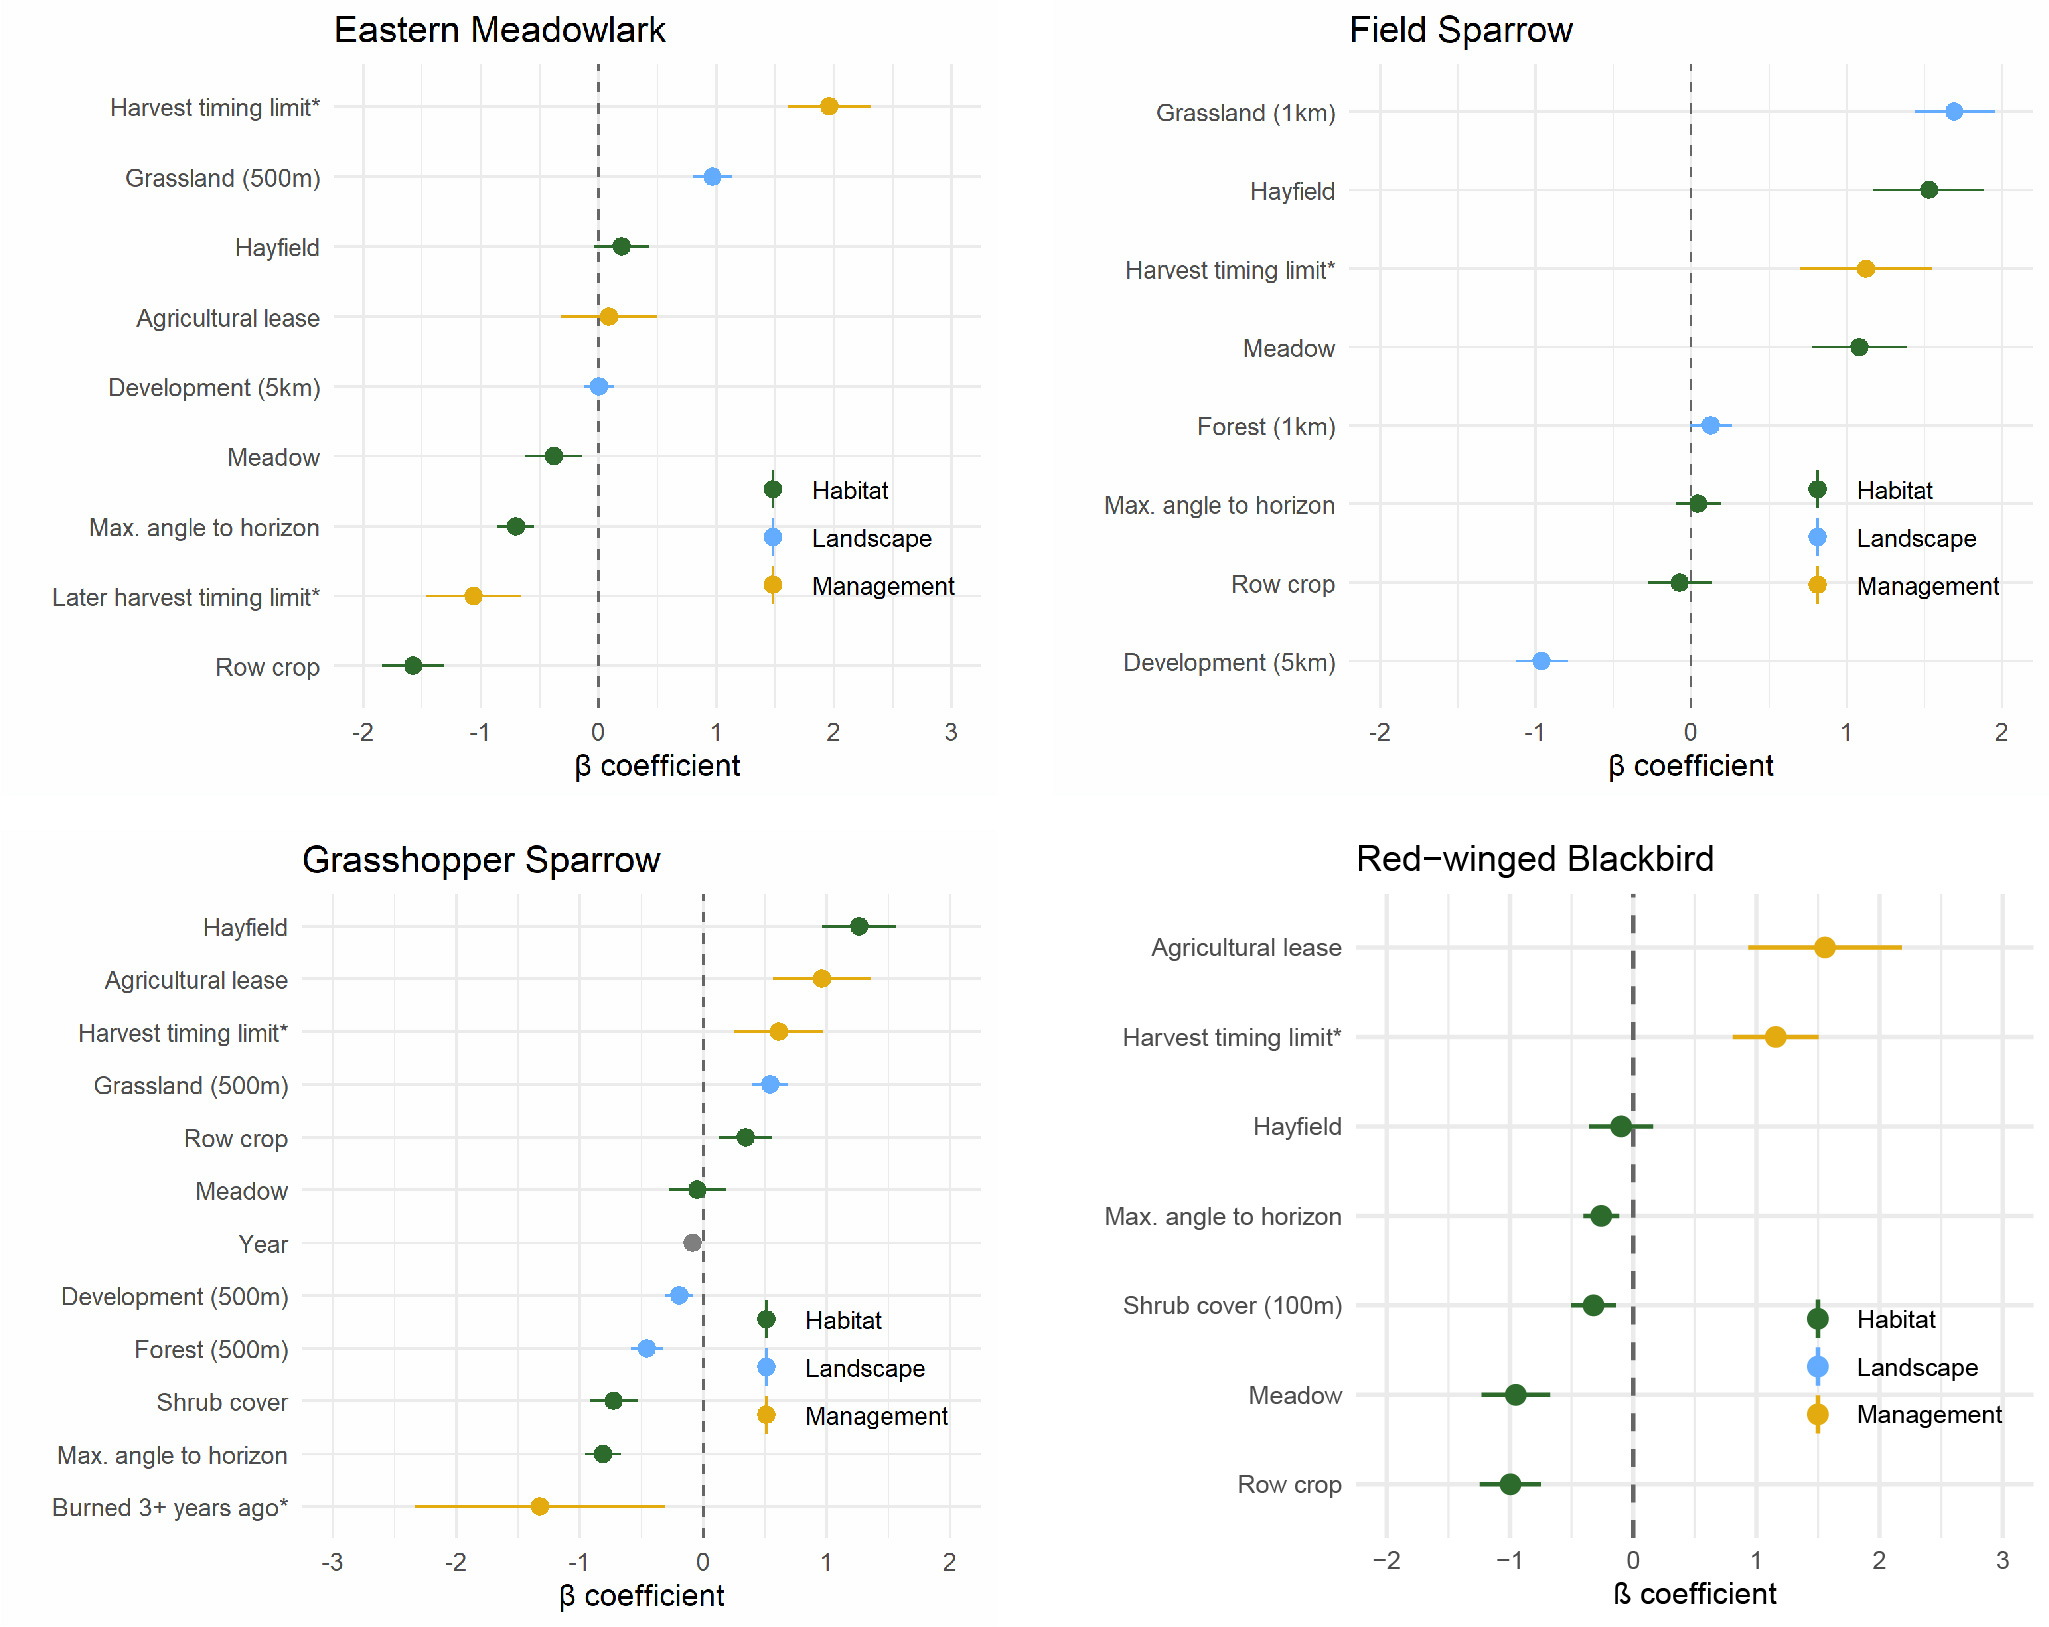 Eastern Meadowlark
Harvest timing limit*
Grassland (500m)
Hayfield
Agricultural lease
Development (5km)
Meadow
Max. angle to horizon
Later harvest timing limit*
Row crop
Habitat
Landscape
Management
-2 -1 0 1 2 3
β coefficient
Field Sparrow
Grassland (1km)
Hayfield
Harvest timing limit*
Meadow
Forest (1km)
Max. angle to horizon
Row crop
Development (5km)
Habitat
Landscape
Management
-2 -1 0 1 2
β coefficient
Grasshopper Sparrow
Hayfield
Agricultural lease
Harvest timing limit*
Grassland (500m)
Row crop
Meadow
Year
Development (500m)
Forest (500m)
Shrub cover
Max. angle to horizon
Burned 3+ years ago*
Habitat
Landscape
Management
-3 -2 -1 0 1 2
β coefficient
Red−winged Blackbird
Agricultural lease
Harvest timing limit*
Hayfield
Max. angle to horizon
Shrub cover (100m)
Meadow
Row crop
Habitat
Landscape
Management
−2 −1 0 1 2 3
ß coefficient